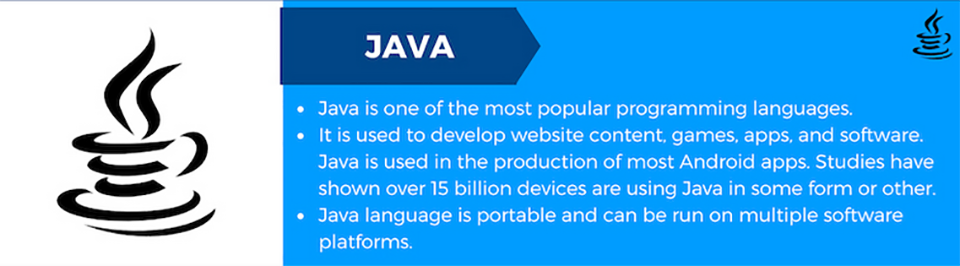 JAVA
• Java is one of the most popular programming languages.
• It is used to develop website content, games, apps, and software.
Java is used in the production of most Android apps. Studies have
shown over 15 billion devices are using Java in some form or other.
• Java language is portable and can be run on multiple software
platforms.